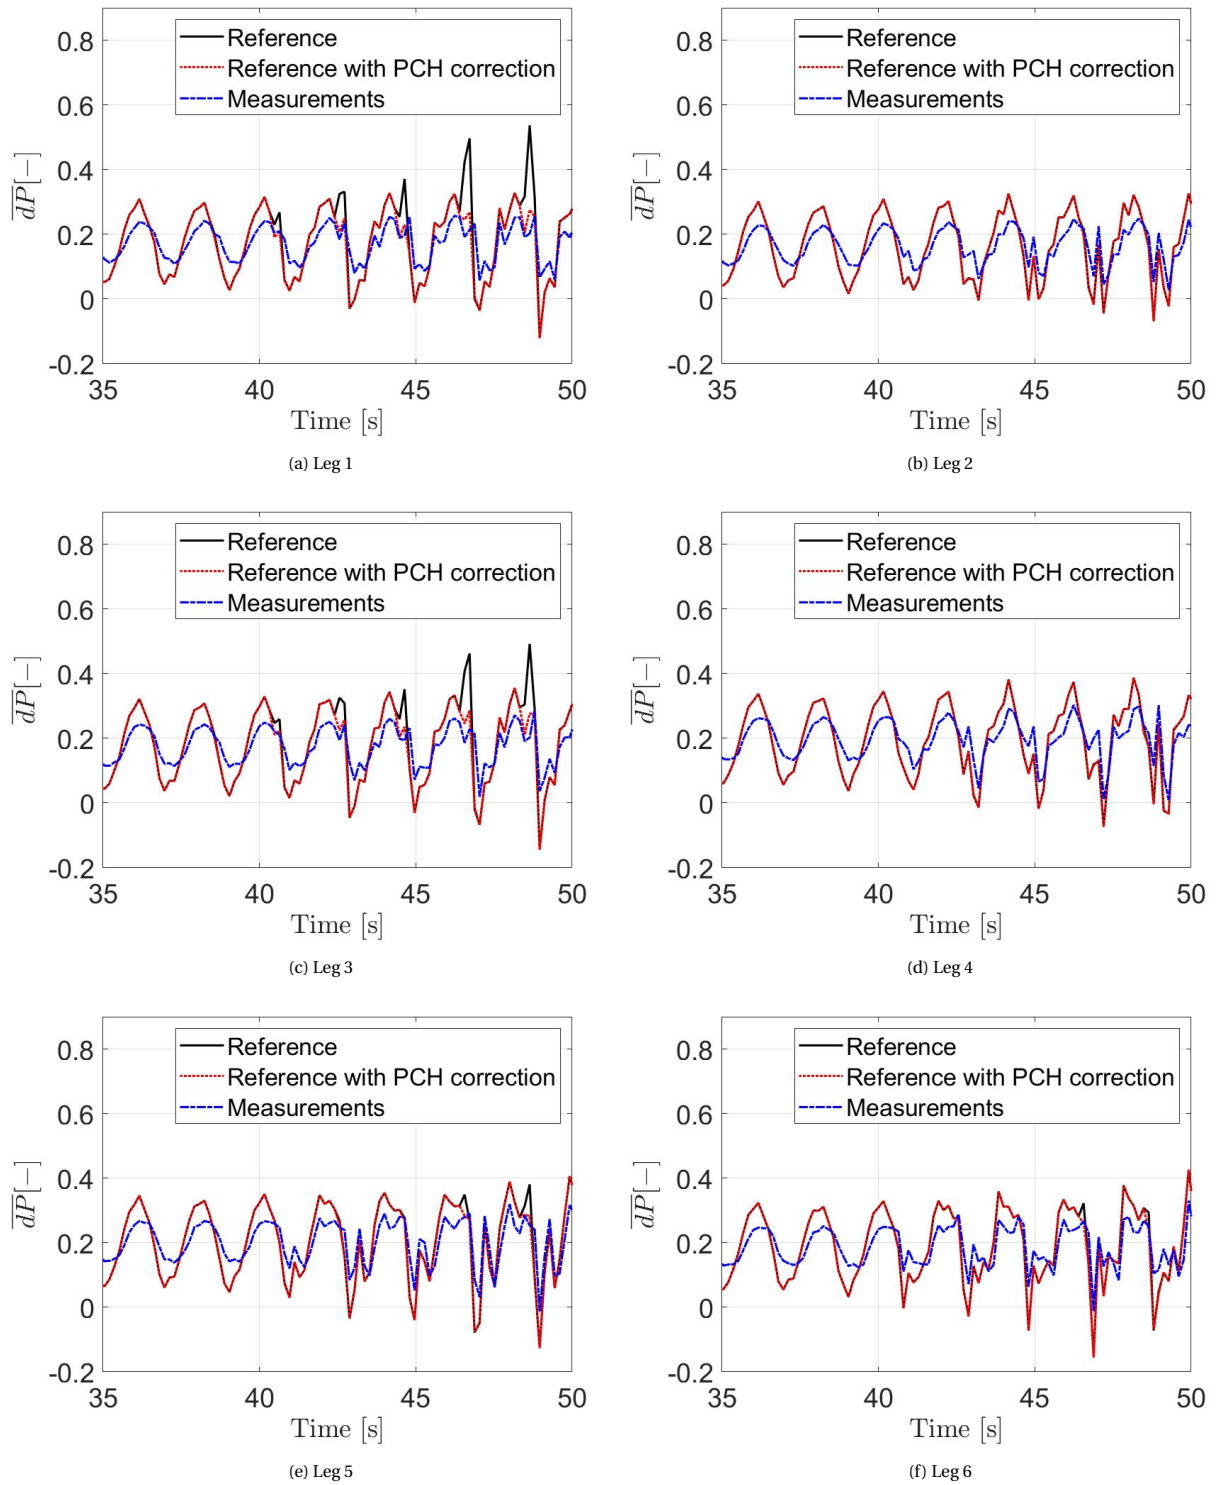 0.8
0.6
0.4
0.2
0
-0.2
dP[−]
Reference
Reference with PCH correction
Measurements
35 40 45 50
Time [s]
(a) Leg 1
0.8
0.6
0.4
0.2
0
-0.2
dP[−]
Reference
Reference with PCH correction
Measurements
35 40 45 50
Time [s]
(b) Leg 2
0.8
0.6
0.4
0.2
0
-0.2
dP[−]
Reference
Reference with PCH correction
Measurements
35 40 45 50
Time [s]
(c) Leg 3
0.8
0.6
0.4
0.2
0
-0.2
dP[−]
Reference
Reference with PCH correction
Measurements
35 40 45 50
Time [s]
(d) Leg 4
0.8
0.6
0.4
0.2
0
-0.2
dP[−]
Reference
Reference with PCH correction
Measurements
35 40 45 50
Time [s]
(e) Leg 5
0.8
0.6
0.4
0.2
0
-0.2
dP[−]
Reference
Reference with PCH correction
Measurements
35 40 45 50
Time [s]
(f) Leg 6